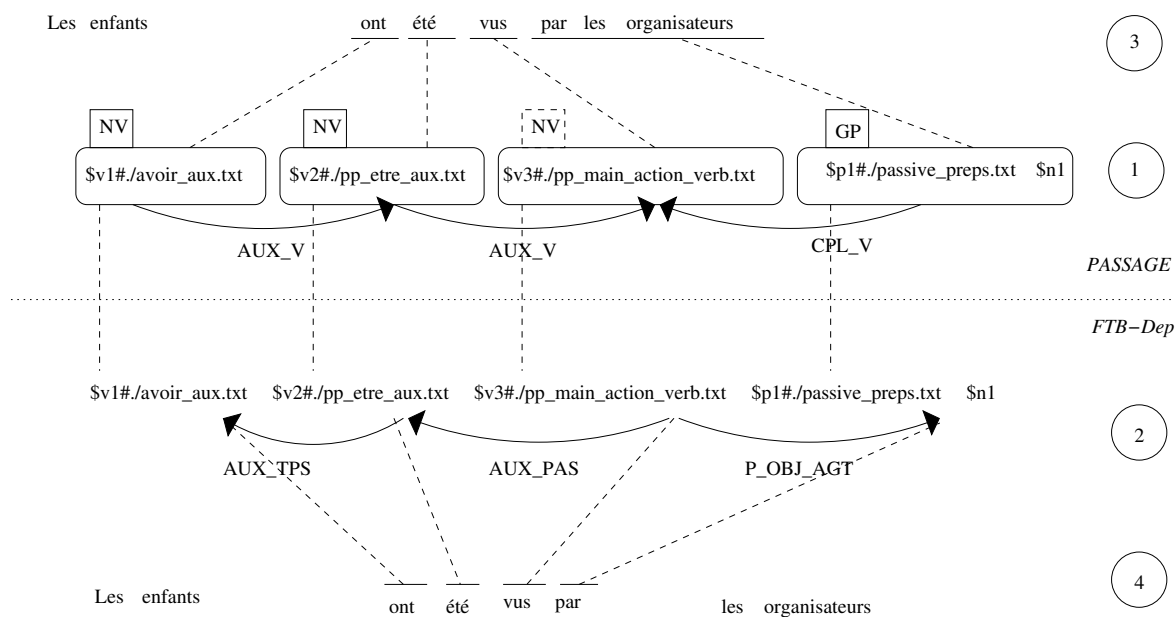 Les enfants ont été vus par les organisateurs
3
NV NV NV GP
$v1#./avoir_aux.txt $v2#./pp_etre_aux.txt $v3#./pp_main_action_verb.txt $p1#./passive_preps.txt $n1
1
AUX_V AUX_V CPL_V
PASSAGE
FTB−Dep
$v1#./avoir_aux.txt $v2#./pp_etre_aux.txt $v3#./pp_main_action_verb.txt $p1#./passive_preps.txt $n1
2
AUX_TPS AUX_PAS P_OBJ_AGT
4
Les enfants ont été vus par les organisateurs